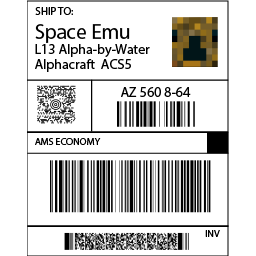 SHIP TO:
Space Emu
L13 Alpha-by-Water
Alphacraft ACS5
AZ 560 8-64
AMS ECONOMY
INV